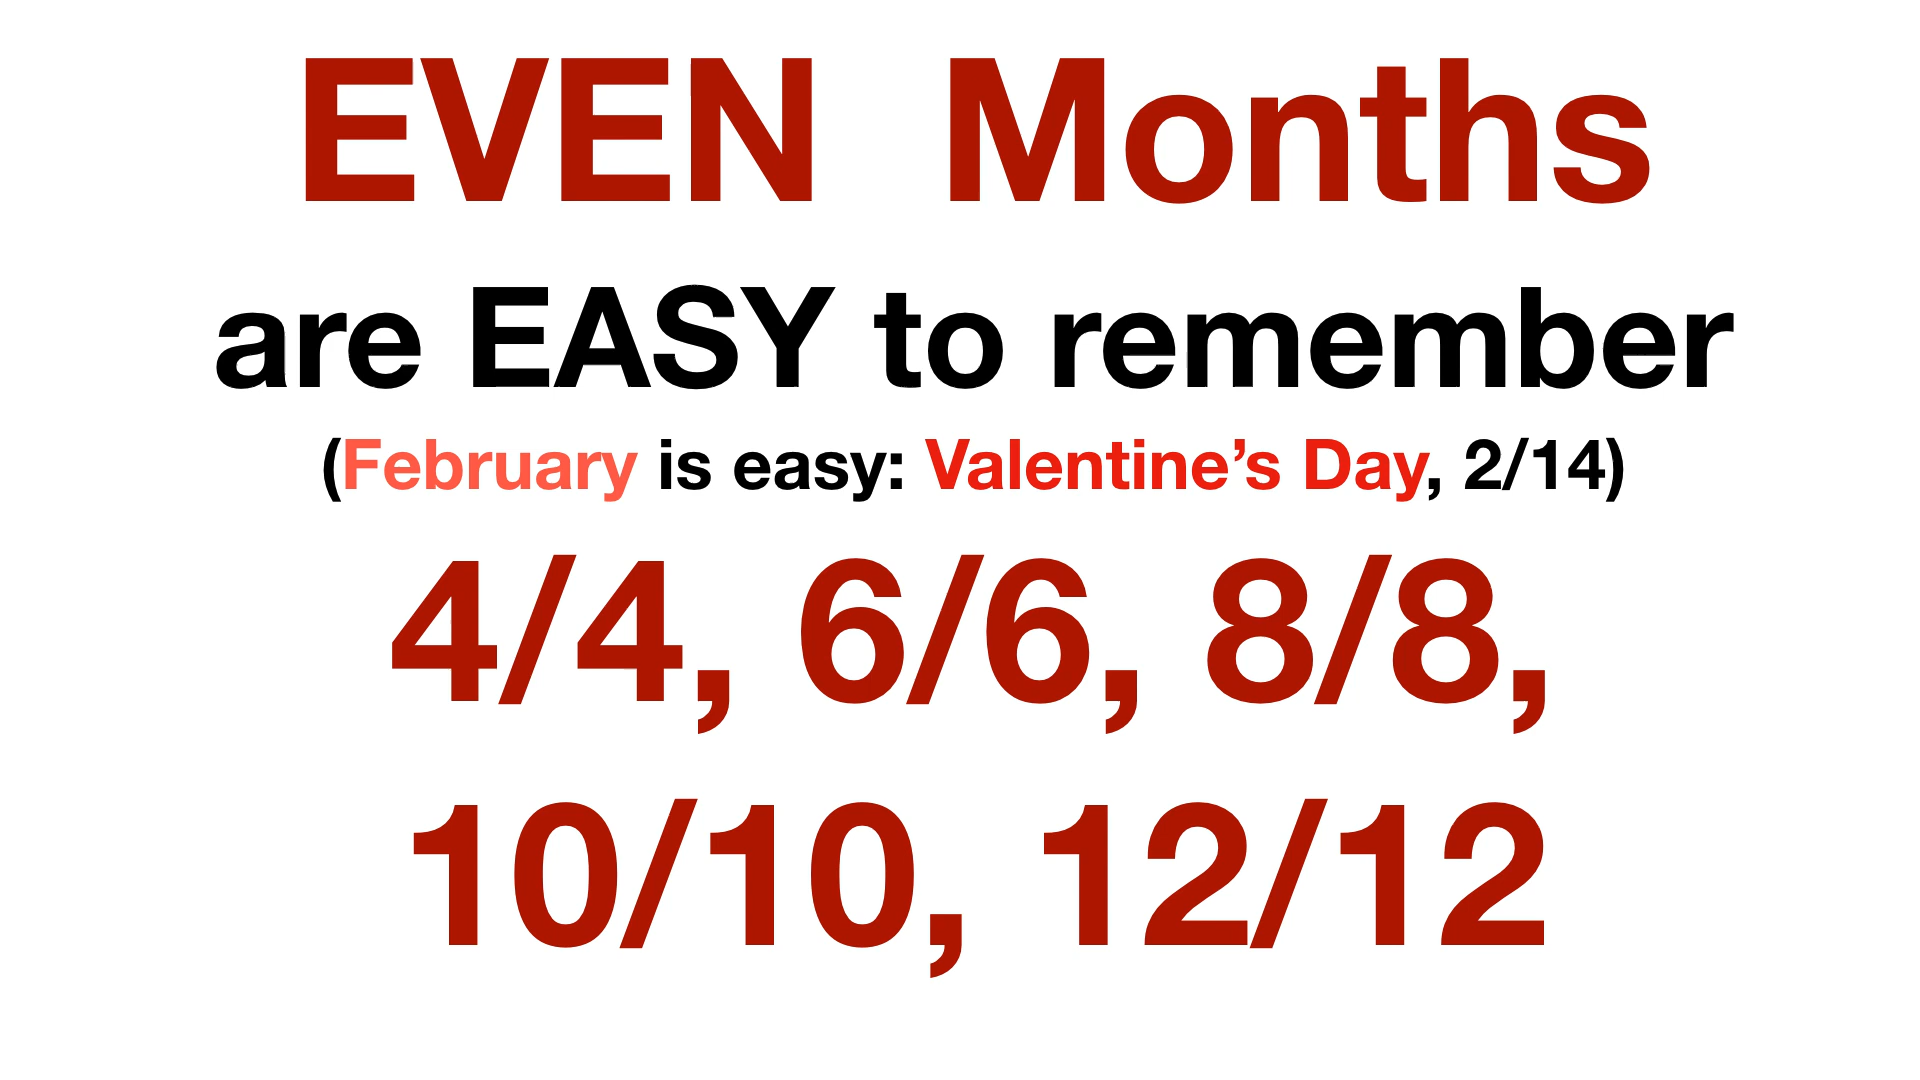 EVEN Months
are EASY to remember
(February is easy: Valentine’s Day, 2/14)
4/4, 6/6, 8/8,
10/10, 12/12